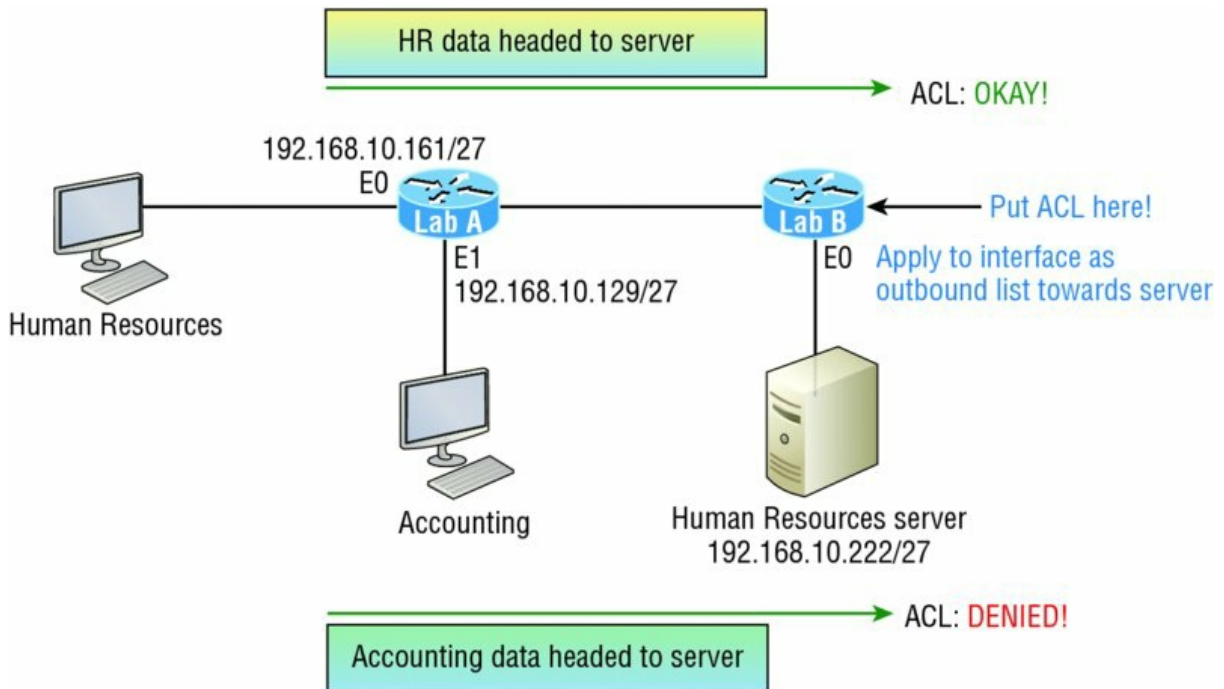 HR data headed to server
ACL: OKAY!
192.168.10.161/27
E0
Lab A
Lab B
Put ACL here!
E1
192.168.10.129/27
E0
Apply to interface as
outbound list towards server
Human Resources
Accounting
Human Resources server
192.168.10.222/27
ACL: DENIED!
Accounting data headed to server